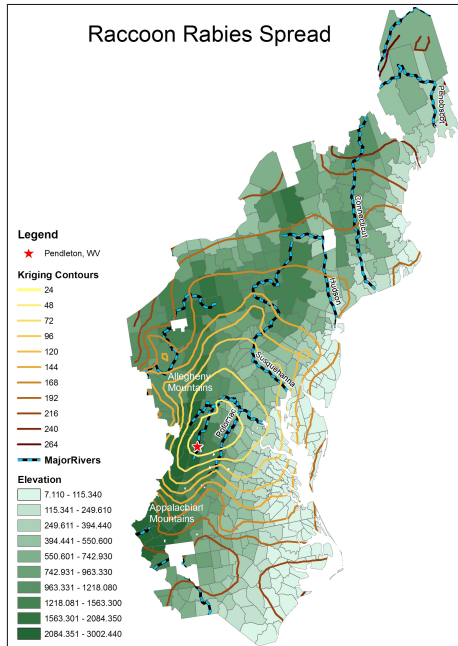 Raccoon Rabies Spread
Penobscot
Connecticut
Hudson
Susquehanna
Allegheny
Mountains
Potomac
Appalachian
Mountains
Legend
Pendleton, WV
Kriging Contours
24
48
72
96
120
144
168
192
216
240
264
MajorRivers
Elevation
7.110 - 115.340
115.341 - 249.610
249.611 - 394.440
394.441 - 550.600
550.601 - 742.930
742.931 - 963.330
963.331 - 1218.080
1218.081 - 1563.300
1563.301 - 2084.350
2084.351 - 3002.440